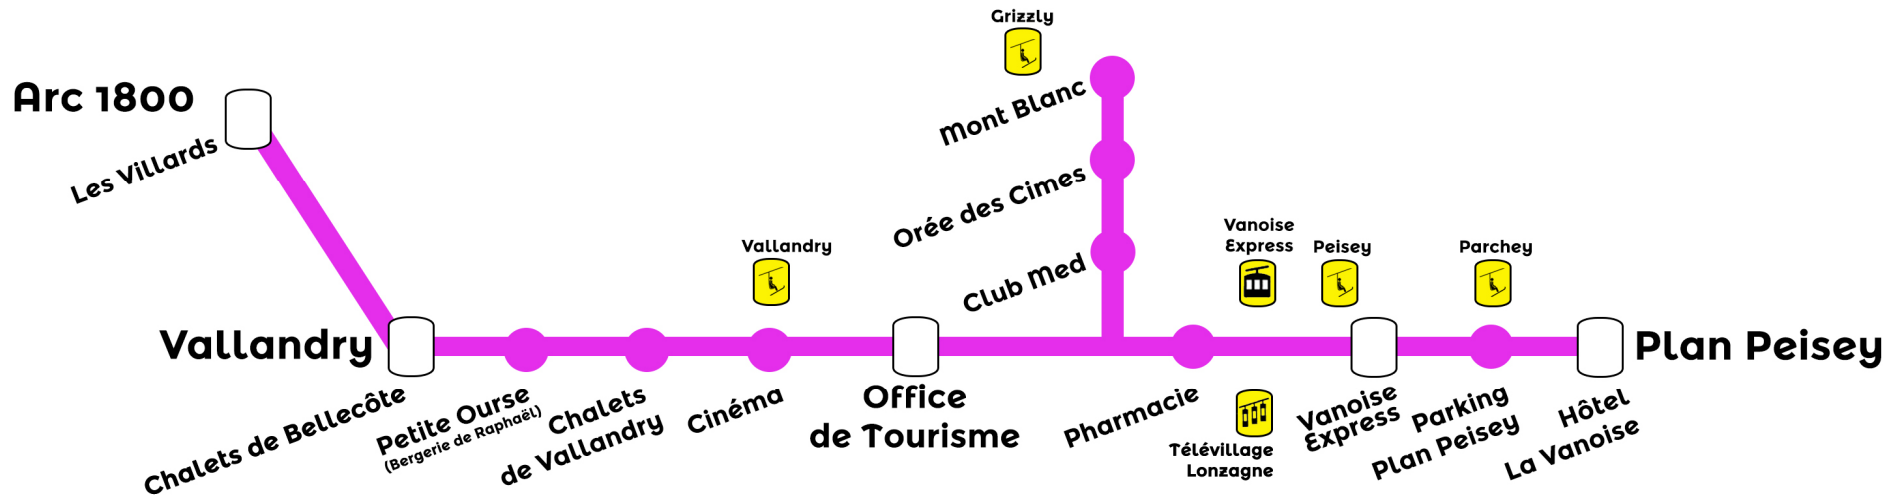 Grizzly
Arc 1800
Les Villards
Mont Blanc
Orée des Cimes
Club Med
Vallandry
Vanoise
Express
Peisey
Parchey
Vallandry
Plan Peisey
Chalets de Bellecôte
Petite Ourse
(Bergerie de Raphaël)
Chalets
de Vallandry
Cinéma
Office
de Tourisme
Pharmacie
Télévillage
Lonzagne
Vanoise
Express
Parking
Plan Peisey
Hôtel
La Vanoise